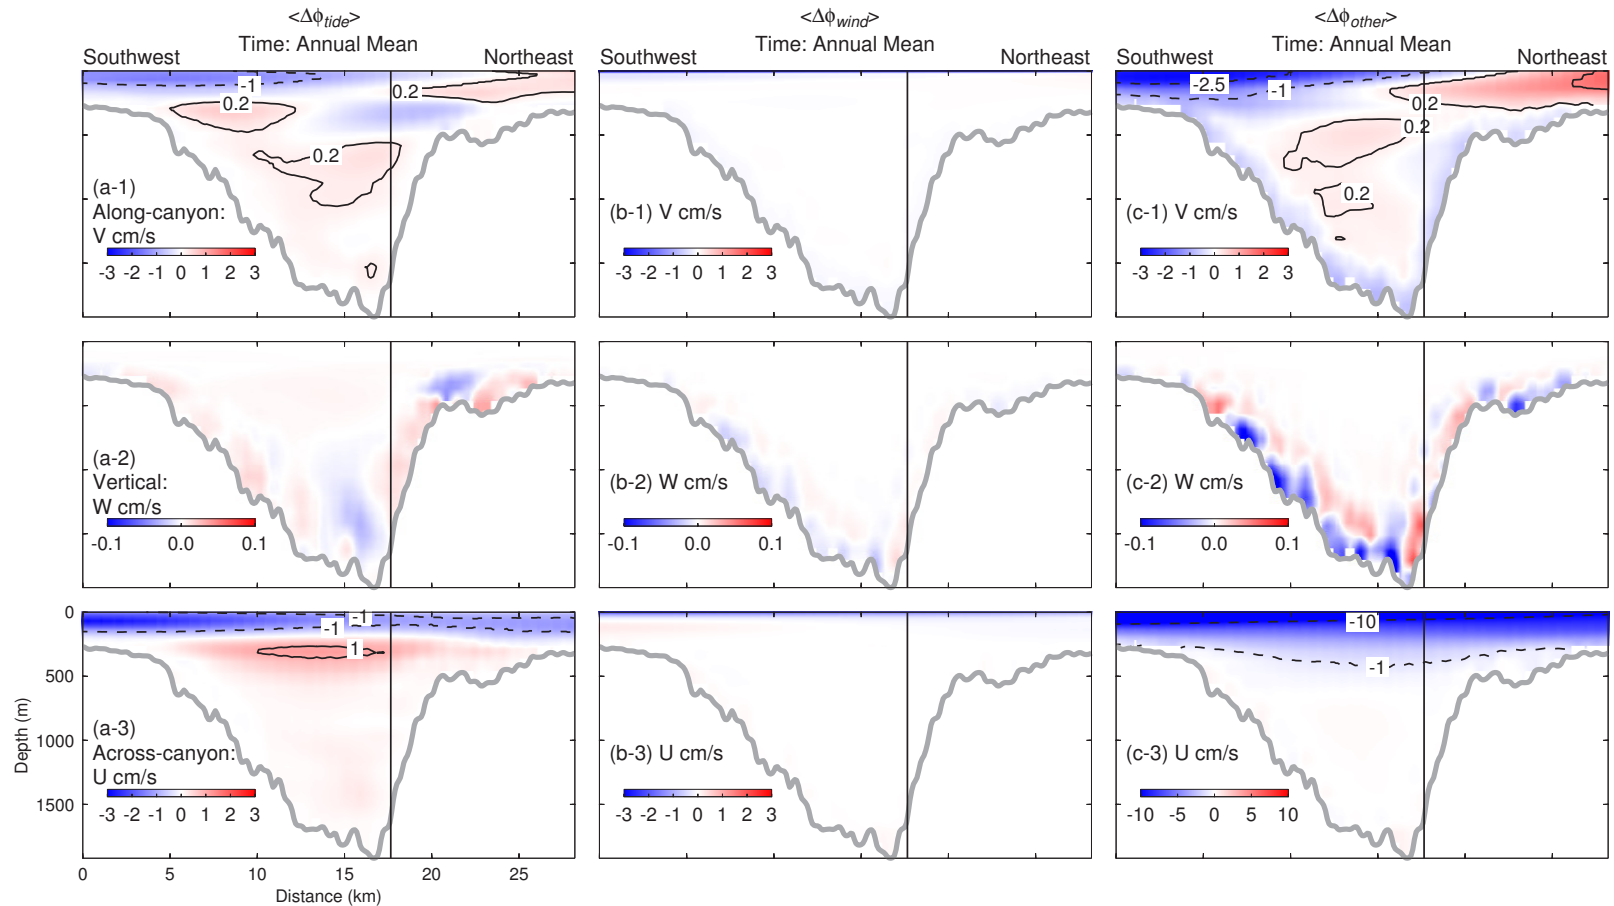 <Δϕtide>
Time: Annual Mean
Southwest
Northeast
<Δϕwind>
Time: Annual Mean
<Δϕother>
Time: Annual Mean
Southwest
Northeast
-1
0.2
0.2
0.2
(a-1)
Along-canyon:
V cm/s
-3 -2 -1 0 1 2 3
(b-1) V cm/s
-3 -2 -1 0 1 2 3
-2.5
-1
0.2
0.2
0.2
(c-1) V cm/s
-3 -2 -1 0 1 2 3
(a-2)
Vertical:
W cm/s
-0.1 0.0 0.1
(b-2) W cm/s
-0.1 0.0 0.1
(c-2) W cm/s
-0.1 0.0 0.1
0
500
1000
1500
Depth (m)
-1
-1
1
(a-3)
Across-canyon:
U cm/s
-3 -2 -1 0 1 2 3
0 5 10 15 20 25
Distance (km)
(b-3) U cm/s
-3 -2 -1 0 1 2 3
-10
-1
(c-3) U cm/s
-10 -5 0 5 10